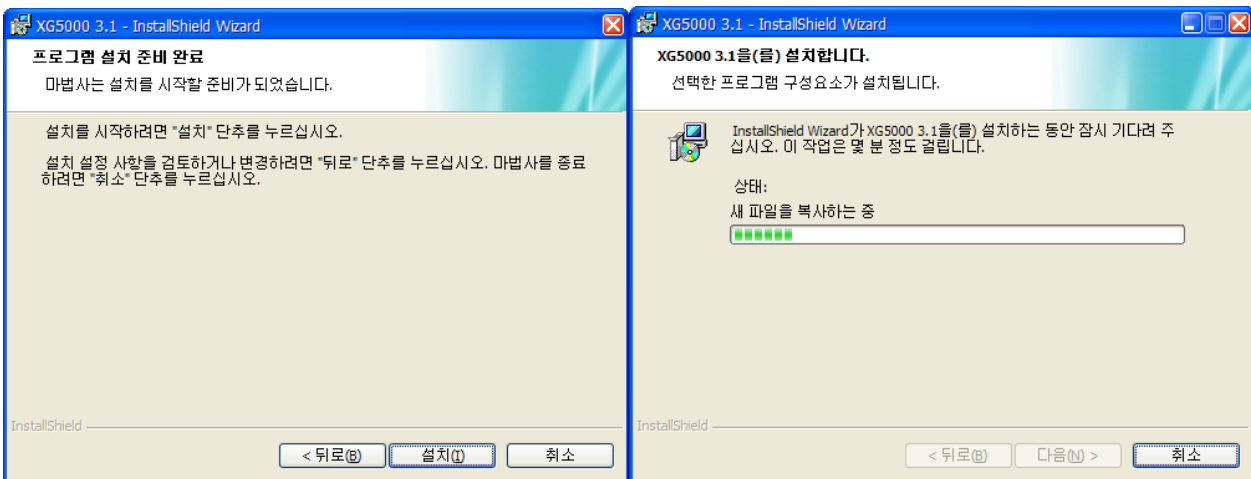 XG5000 3.1 - InstallShield Wizard
프로그램 설치 준비 완료
마법사는 설치를 시작할 준비가 되었습니다.
설치를 시작하려면 "설치" 단추를 누르십시오.
설치 설정 사항을 검토하거나 변경하려면 "뒤로" 단추를 누르십시오. 마법사를 종료
하려면 "취소" 단추를 누르십시오.
InstallShield
< 뒤로(B) 설치(I) 취소
XG5000 3.1 - InstallShield Wizard
XG5000 3.1을(를) 설치합니다.
선택한 프로그램 구성요소가 설치됩니다.
InstallShield Wizard가 XG5000 3.1을(를) 설치하는 동안 잠시 기다려 주
십시오. 이 작업은 몇 분 정도 걸립니다.
상태:
새 파일을 복사하는 중
InstallShield
< 뒤로(B) 다음(N) > 취소